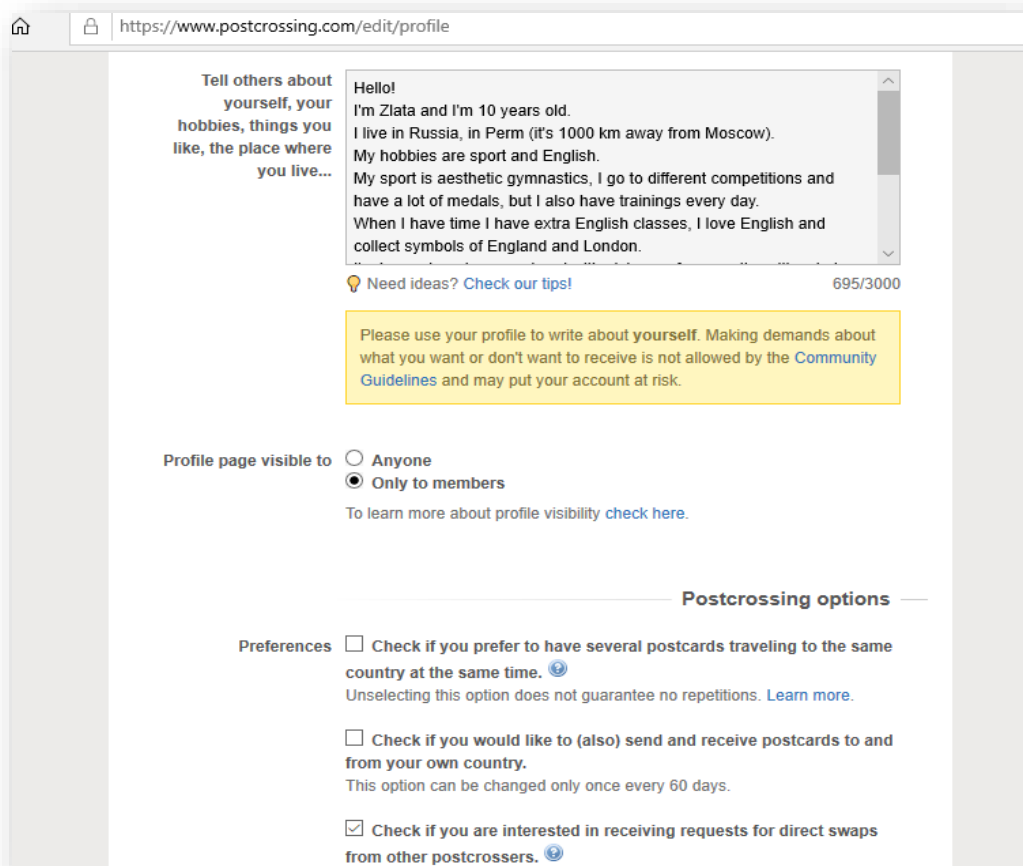 https://www.postcrossing.com/edit/profile
Tell others about
yourself, your
hobbies, things you
like, the place where
you live...
Hello!
I'm Zlata and I'm 10 years old.
I live in Russia, in Perm (it's 1000 km away from Moscow).
My hobbies are sport and English.
My sport is aesthetic gymnastics, I go to different competitions and
have a lot of medals, but I also have trainings every day.
When I have time I have extra English classes, I love English and
collect symbols of England and London.
Need ideas? Check our tips!
695/3000
Please use your profile to write about yourself. Making demands about
what you want or don't want to receive is not allowed by the Community
Guidelines and may put your account at risk.
Profile page visible to
Anyone
Only to members
To learn more about profile visibility check here.
Postcrossing options
Preferences
Check if you prefer to have several postcards traveling to the same
country at the same time.
Unselecting this option does not guarantee no repetitions. Learn more.
Check if you would like to (also) send and receive postcards to and
from your own country.
This option can be changed only once every 60 days.
Check if you are interested in receiving requests for direct swaps
from other postcrossers.